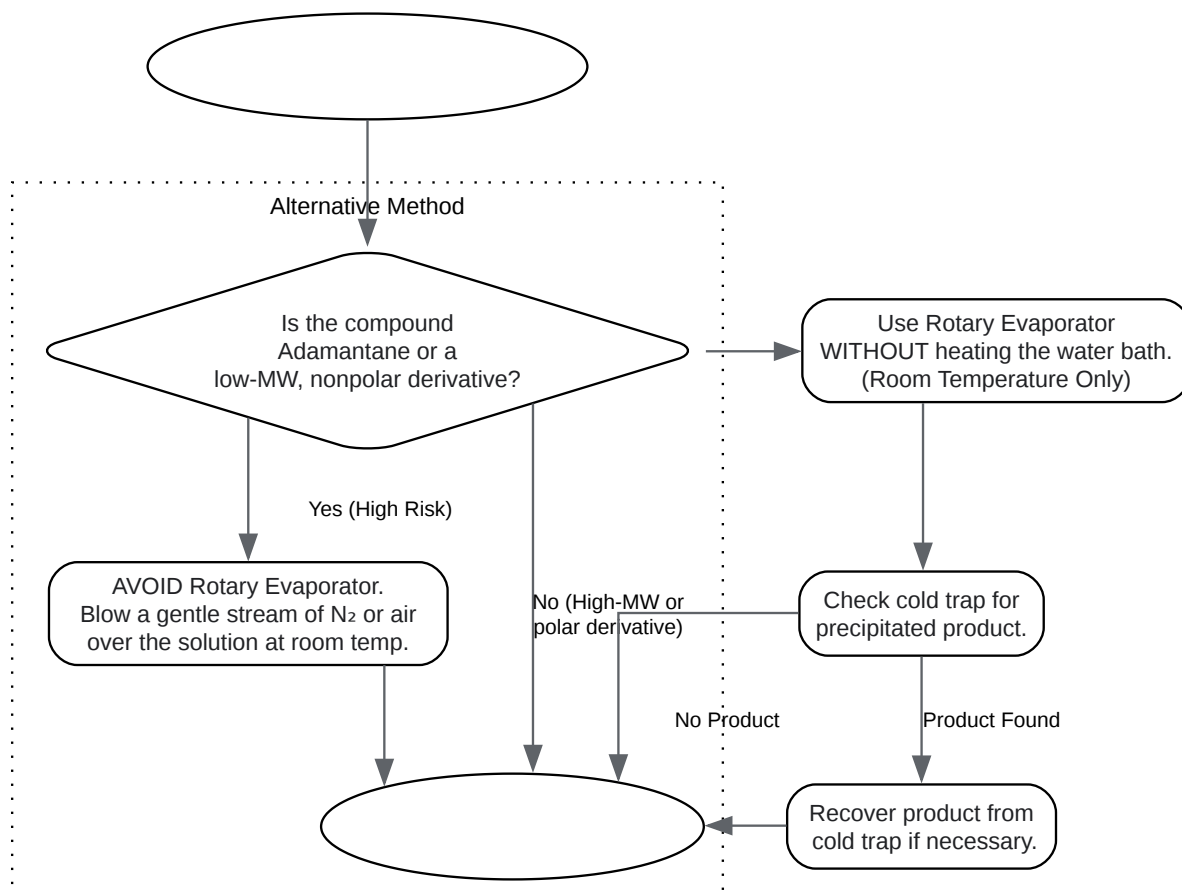 Alternative Method
Is the compound
Adamantane or a
low-MW, nonpolar derivative?
Use Rotary Evaporator
WITHOUT heating the water bath.
(Room Temperature Only)
Yes (High Risk)
AVOID Rotary Evaporator.
Blow a gentle stream of N₂ or air
over the solution at room temp.
No (High-MW or
polar derivative)
Check cold trap for
precipitated product.
No Product
Product Found
Recover product from
cold trap if necessary.